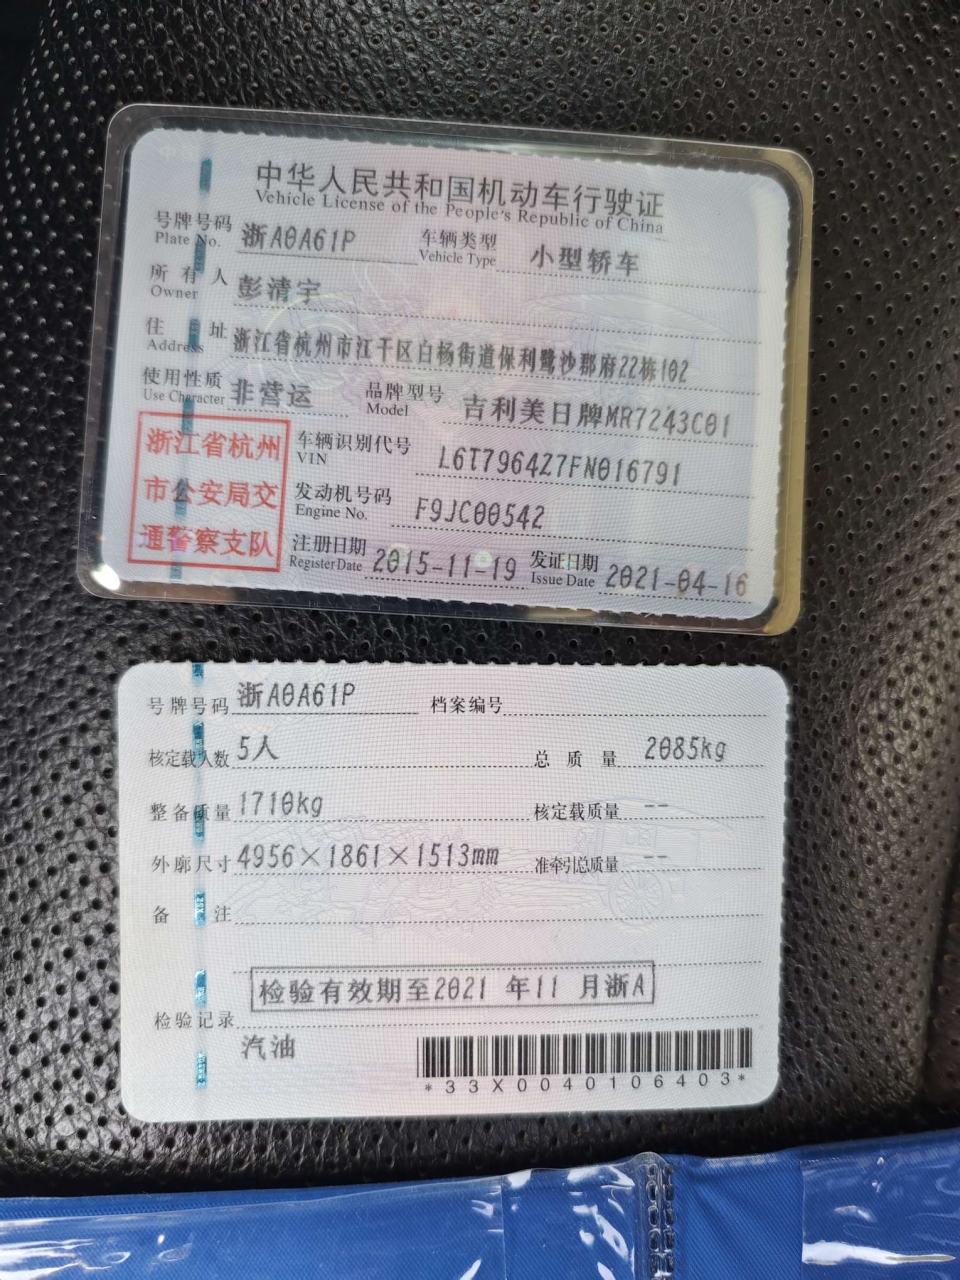 中华人民共和国机动车行驶证
Vehicle License of the People's Republic of China
号牌号码 浙A0A61P 车辆类型 小型轿车
Plate No. Vehicle Type
所有人 彭清宇
Owner
住址 浙江省杭州市江干区白杨街道保利鹭沙郡府22栋102
Address
使用性质 非营运 品牌型号 吉利美日牌MR7243C01
Use Character Model
浙江省杭州
市公安局交
通警察支队
车辆识别代号 L6T7964Z7FN016791
VIN
发动机号码 F9JC00542
Engine No.
注册日期 2015-11-19 发证日期 2021-04-16
Register Date Issue Date
号牌号码 浙A0A61P 档案编号
核定载人数 5人 总质量 2085kg
整备质量 1710kg 核定载质量 --
外廓尺寸 4956×1861×1513mm 准牵引总质量 --
备注
检验有效期至2021年11月浙A
检验记录
汽油
*33X0040106403*